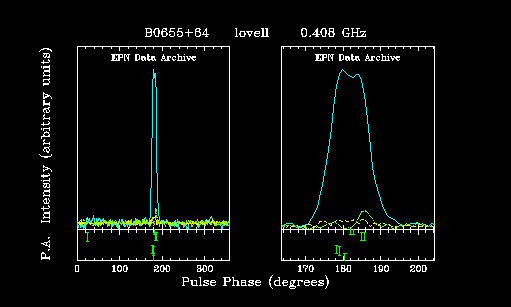 B0655+64 lovell 0.408 GHz
EPN Data Archive EPN Data Archive
P.A. Intensity (arbitrary units)
0 100 200 300 170 180 190 200
Pulse Phase (degrees)